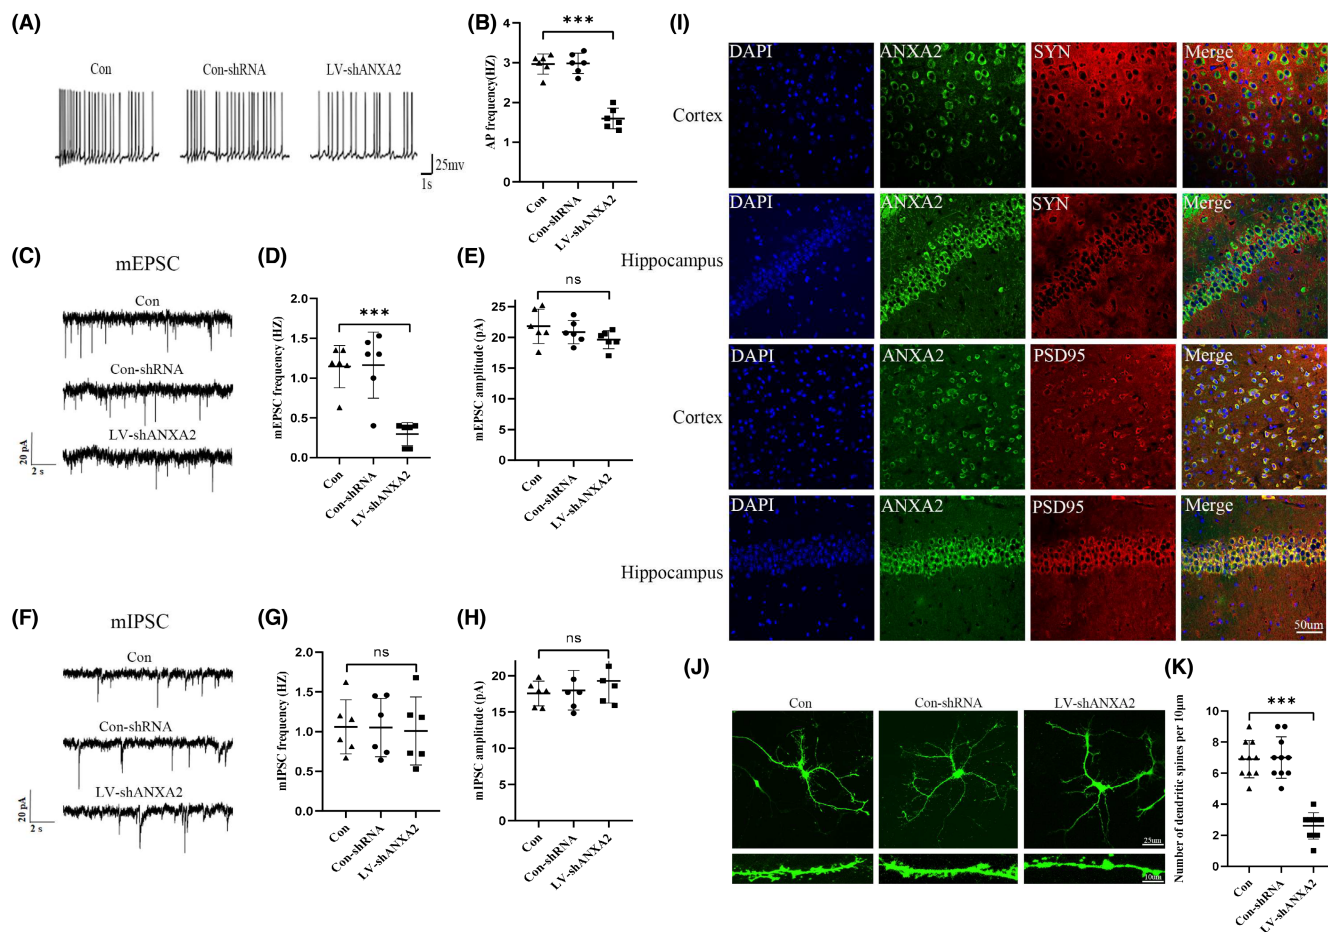 (A)
Con
Con-shRNA
LV-shANXA2
25mv
1s
(B)
***
AP frequency(HZ)
4
3
2
1
0
Con
Con-shRNA
LV-shANXA2
(C)
mEPSC
Con
Con-shRNA
LV-shANXA2
20 pA
2 s
(D)
***
mEPSC frequency (HZ)
2.0
1.5
1.0
0.5
0.0
Con
Con-shRNA
LV-shANXA2
(E)
ns
mEPSC amplitude (pA)
25
20
15
10
5
0
Con
Con-shRNA
LV-shANXA2
(F)
mIPSC
Con
Con-shRNA
LV-shANXA2
20 pA
2 s
(G)
ns
mIPSC frequency (HZ)
2.0
1.5
1.0
0.5
0.0
Con
Con-shRNA
LV-shANXA2
(H)
ns
mIPSC amplitude (pA)
20
15
10
5
0
Con
Con-shRNA
LV-shANXA2
(I)
Cortex
DAPI
ANXA2
SYN
Merge
Hippocampus
DAPI
ANXA2
SYN
Merge
Cortex
DAPI
ANXA2
PSD95
Merge
Hippocampus
DAPI
ANXA2
PSD95
Merge
50um
(J)
Con
Con-shRNA
LV-shANXA2
25um
10um
(K)
***
Number of dendritic spines per 10μm
10
8
6
4
2
0
Con
Con-shRNA
LV-shANXA2